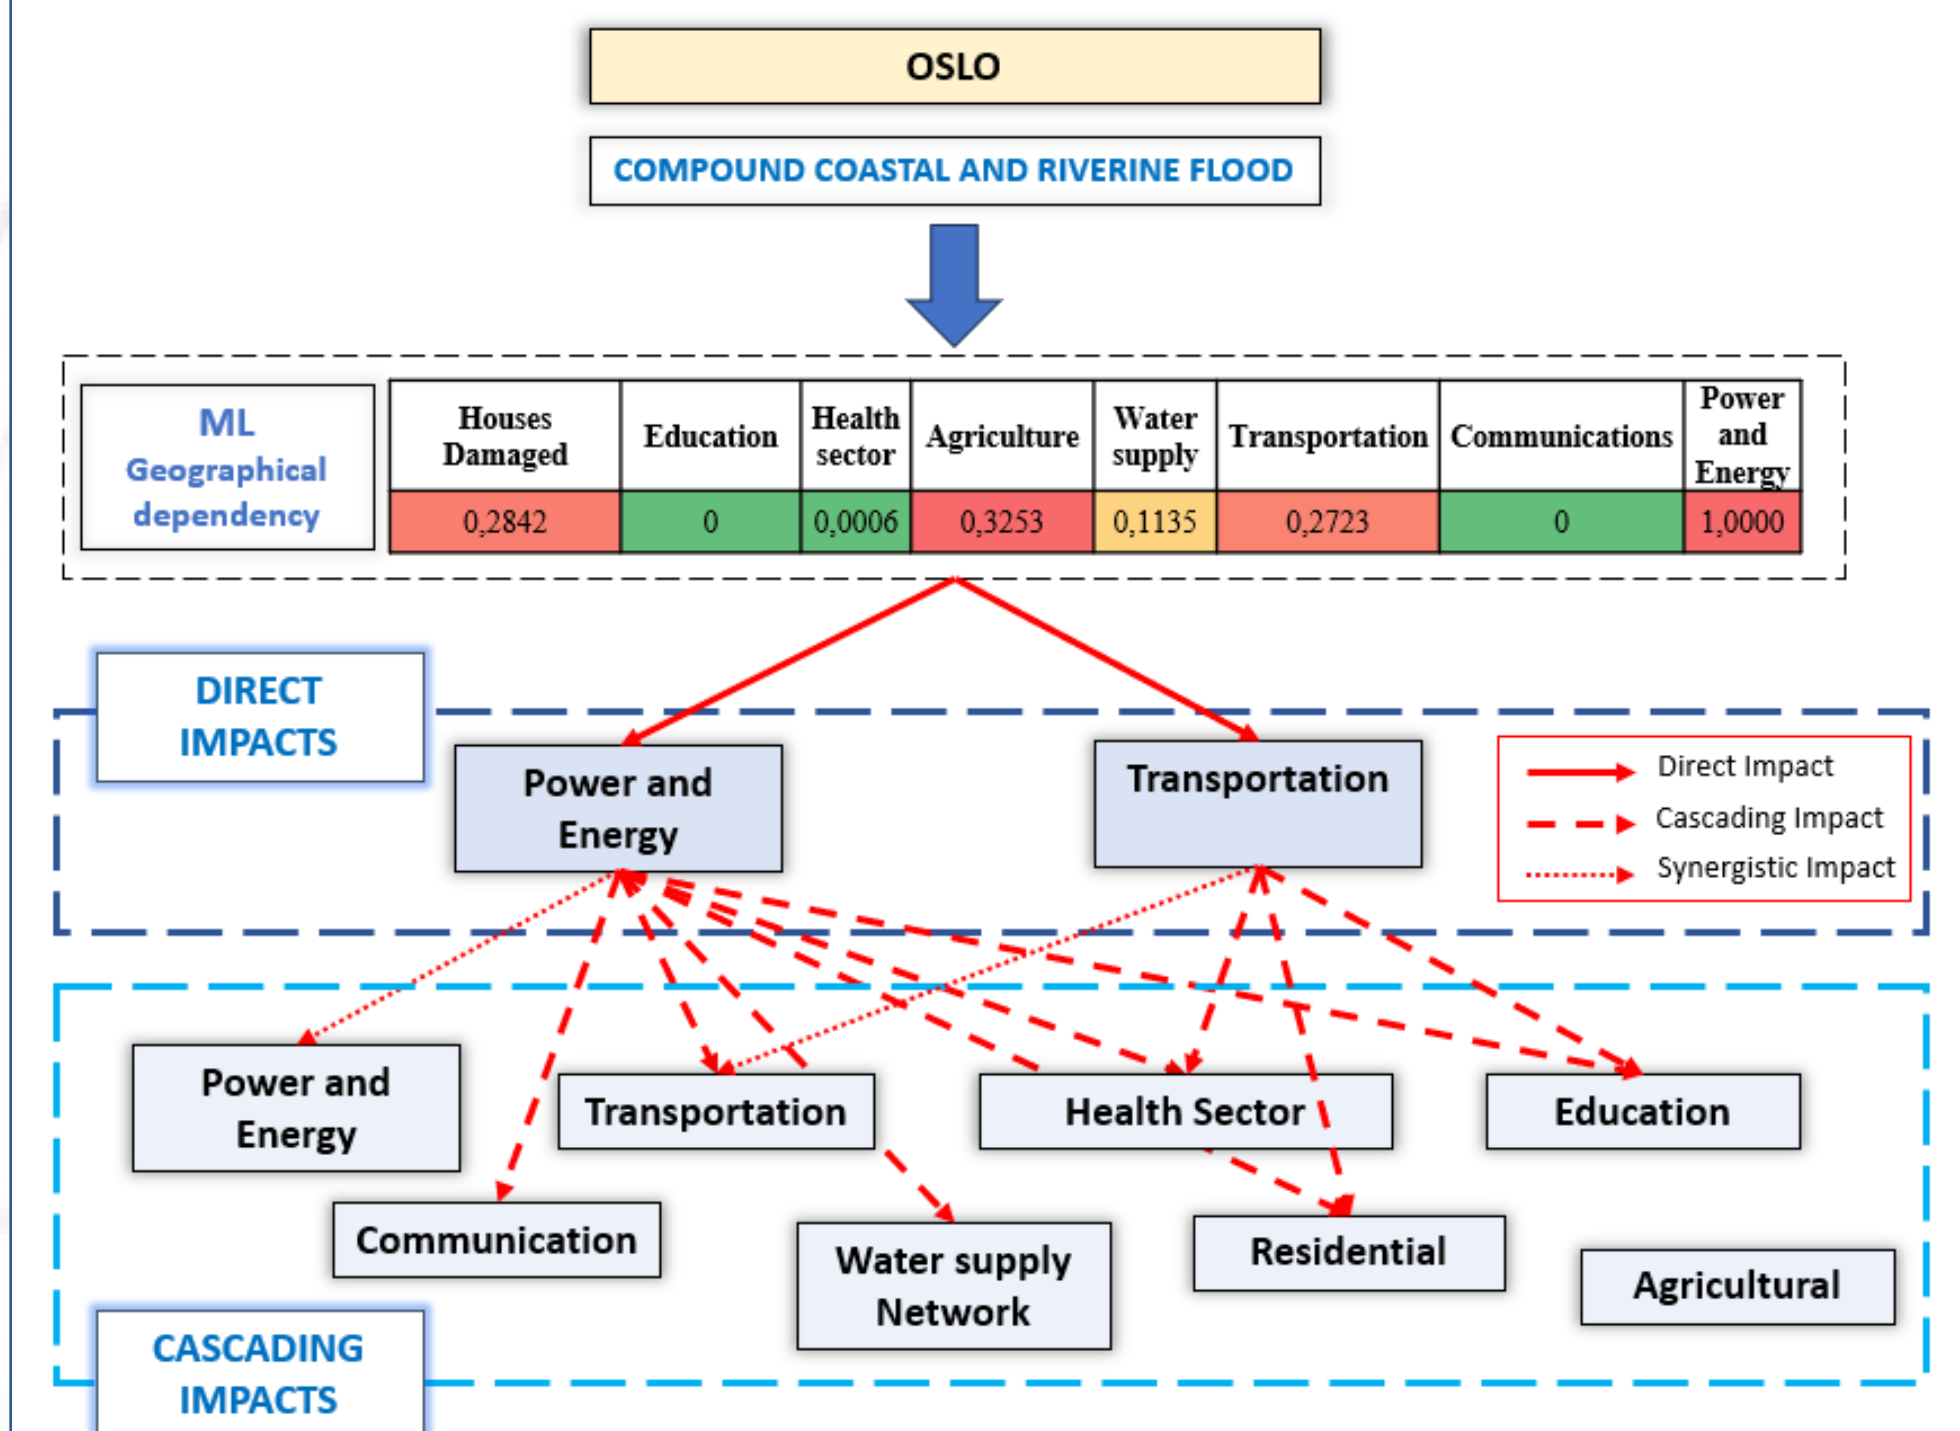 OSLO
COMPOUND COASTAL AND RIVERINE FLOOD
ML
Geographical
dependency
Houses
Damaged
Education
Health
sector
Agriculture
Water
supply
Transportation
Communications
Power
and
Energy
0,2842
0
0,0006
0,3253
0,1135
0,2723
0
1,0000
DIRECT
IMPACTS
Power and
Energy
Transportation
Direct Impact
Cascading Impact
Synergistic Impact
Power and
Energy
Transportation
Health Sector
Education
Communication
Water supply
Network
Residential
Agricultural
CASCADING
IMPACTS